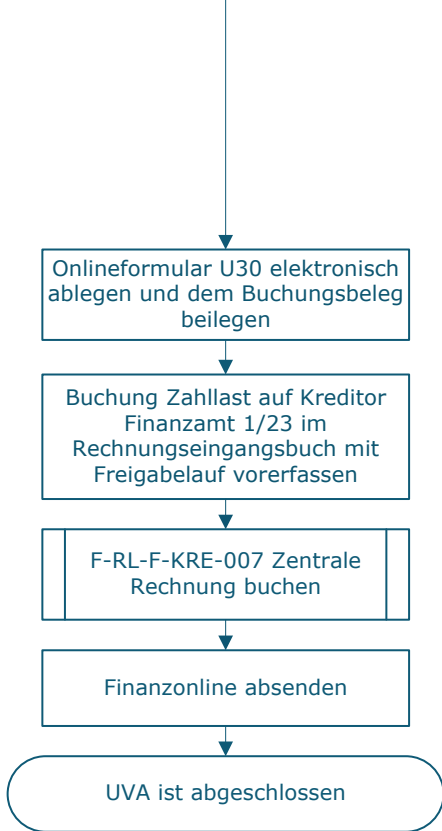 Onlineformular U30 elektronisch
ablegen und dem Buchungsbeleg
beilegen
Buchung Zahllast auf Kreditor
Finanzamt 1/23 im
Rechnungseingangsbuch mit
Freigabelauf vorerfassen
F-RL-F-KRE-007 Zentrale
Rechnung buchen
Finanzonline absenden
UVA ist abgeschlossen